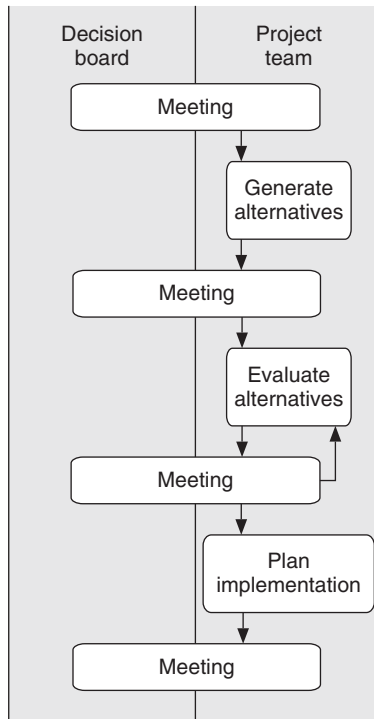 Decision
board
Project
team
Meeting
Generate
alternatives
Meeting
Evaluate
alternatives
Meeting
Plan
implementation
Meeting